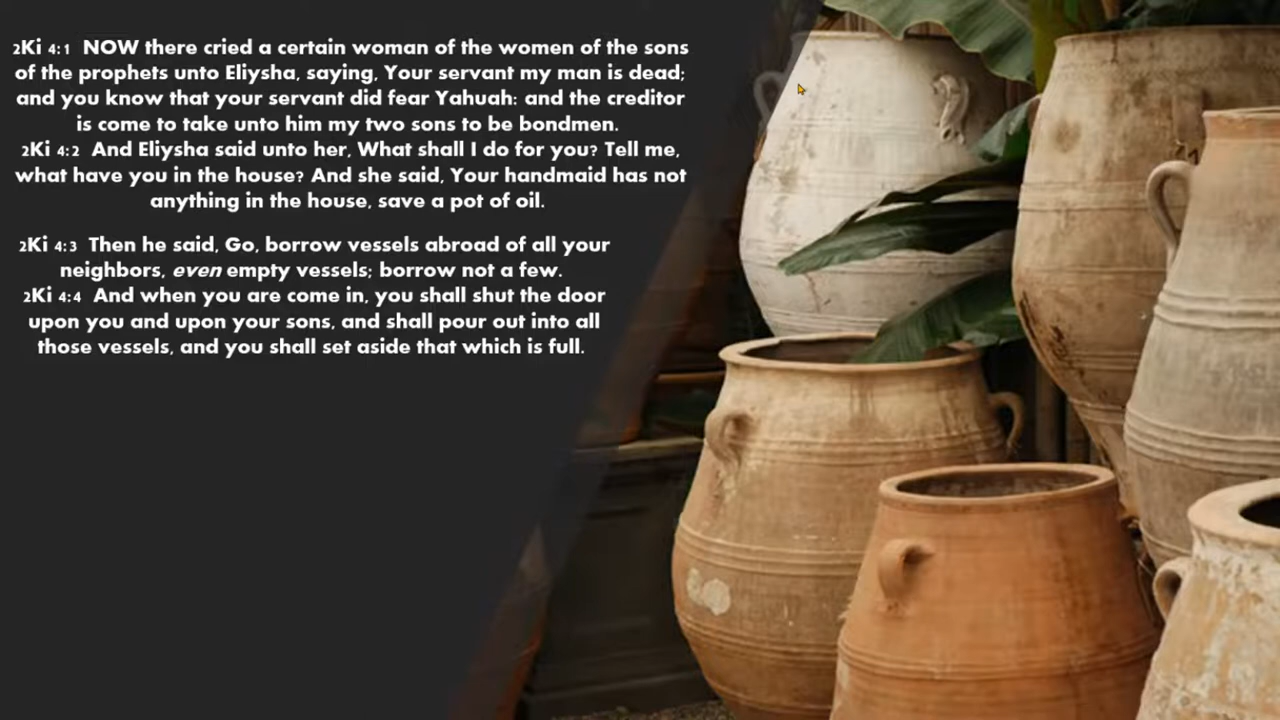 2Ki 4:1 NOW there cried a certain woman of the women of the sons
of the prophets unto Eliysha, saying, Your servant my man is dead;
and you know that your servant did fear Yahuah: and the creditor
is come to take unto him my two sons to be bondmen.
2Ki 4:2 And Eliysha said unto her, What shall I do for you? Tell me,
what have you in the house? And she said, Your handmaid has not
anything in the house, save a pot of oil.
2Ki 4:3 Then he said, Go, borrow vessels abroad of all your
neighbors, even empty vessels; borrow not a few.
2Ki 4:4 And when you are come in, you shall shut the door
upon you and upon your sons, and shall pour out into all
those vessels, and you shall set aside that which is full.